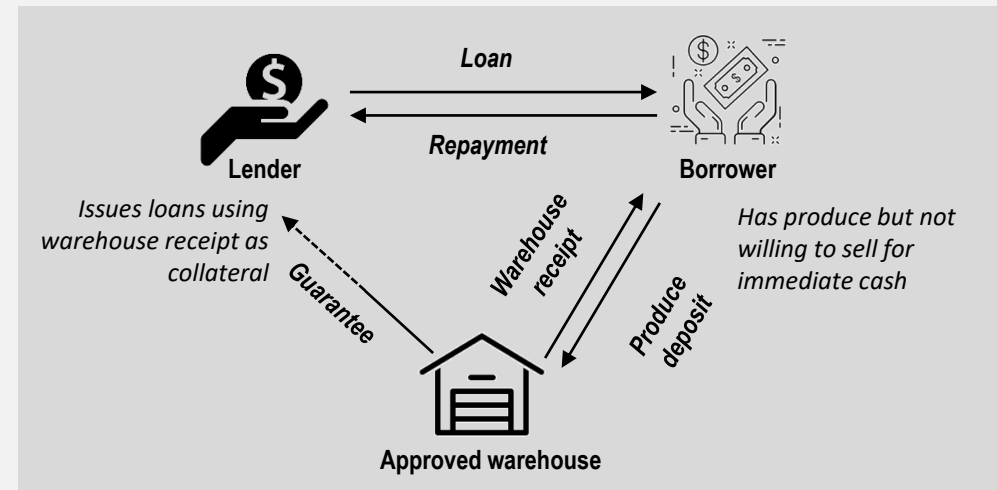 Loan
Repayment
Lender
Borrower
Issues loans using
warehouse receipt as
collateral
Has produce but not
willing to sell for
immediate cash
Guarantee
Warehouse
receipt
Produce
deposit
Approved warehouse
$
$
$